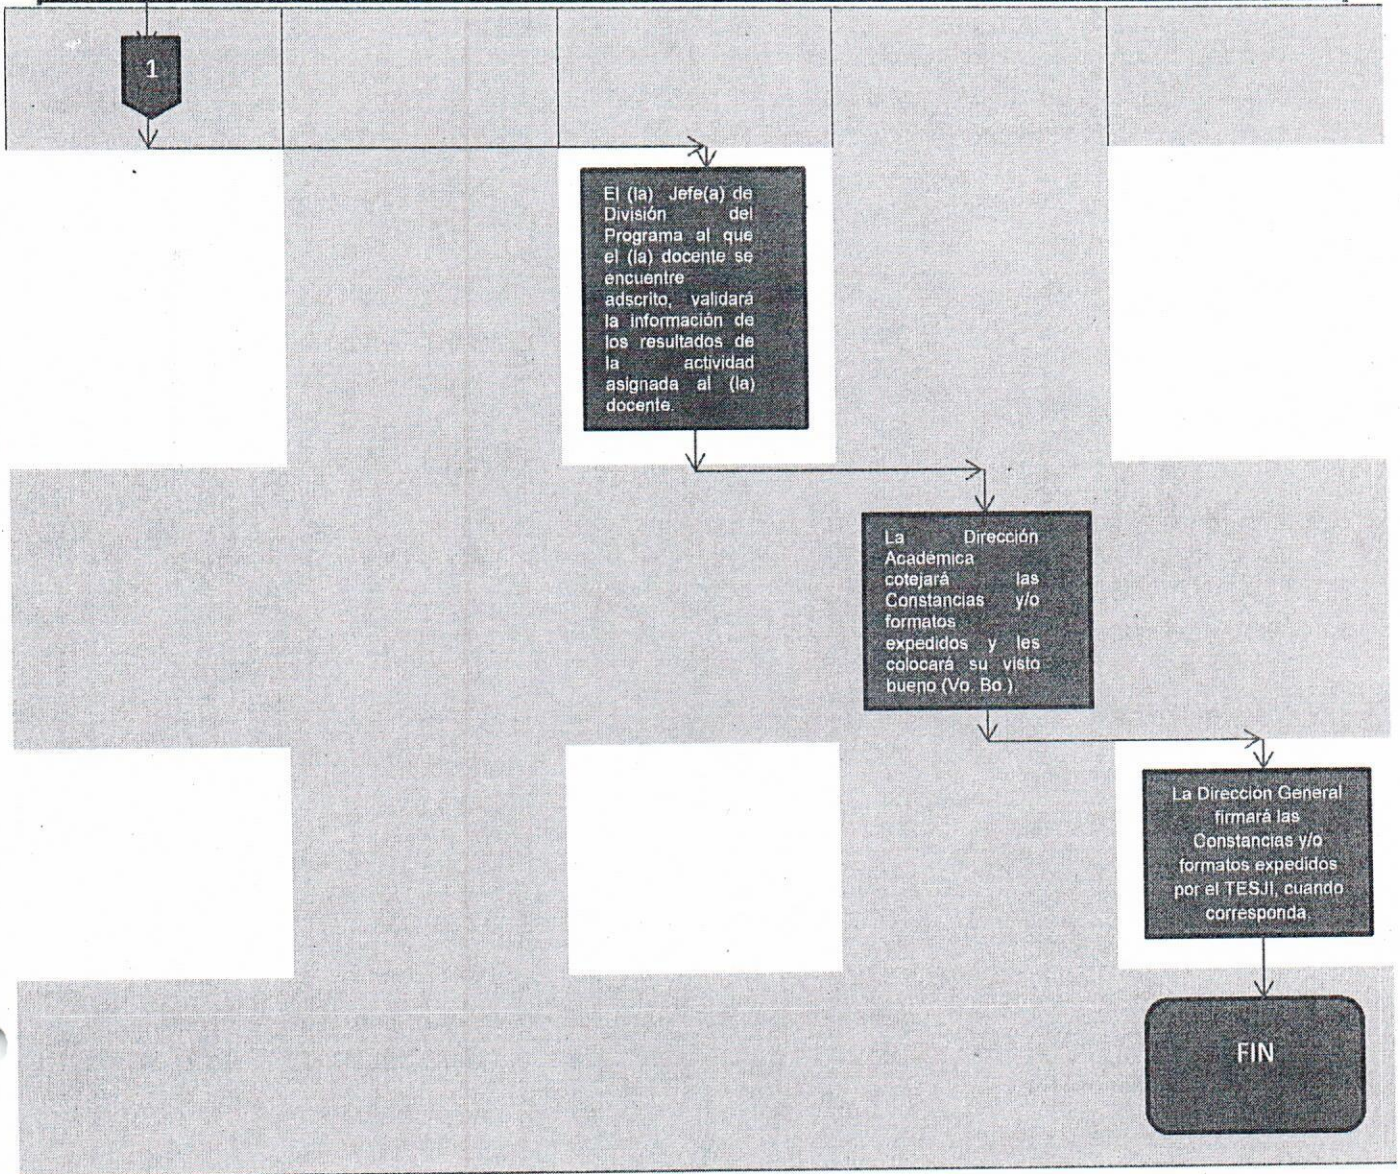 1
El (la) Jefe(a) de
División del
Programa al que
el (la) docente se
encuentre
adscrito, validará
la información de
los resultados de
la actividad
asignada al (la)
docente.
La Dirección
Académica
cotejará las
Constancias y/o
formatos
expedidos y les
colocará su visto
bueno (Vo. Bo.)
La Dirección General
firmará las
Constancias y/o
formatos expedidos
por el TESJI, cuando
corresponda
FIN